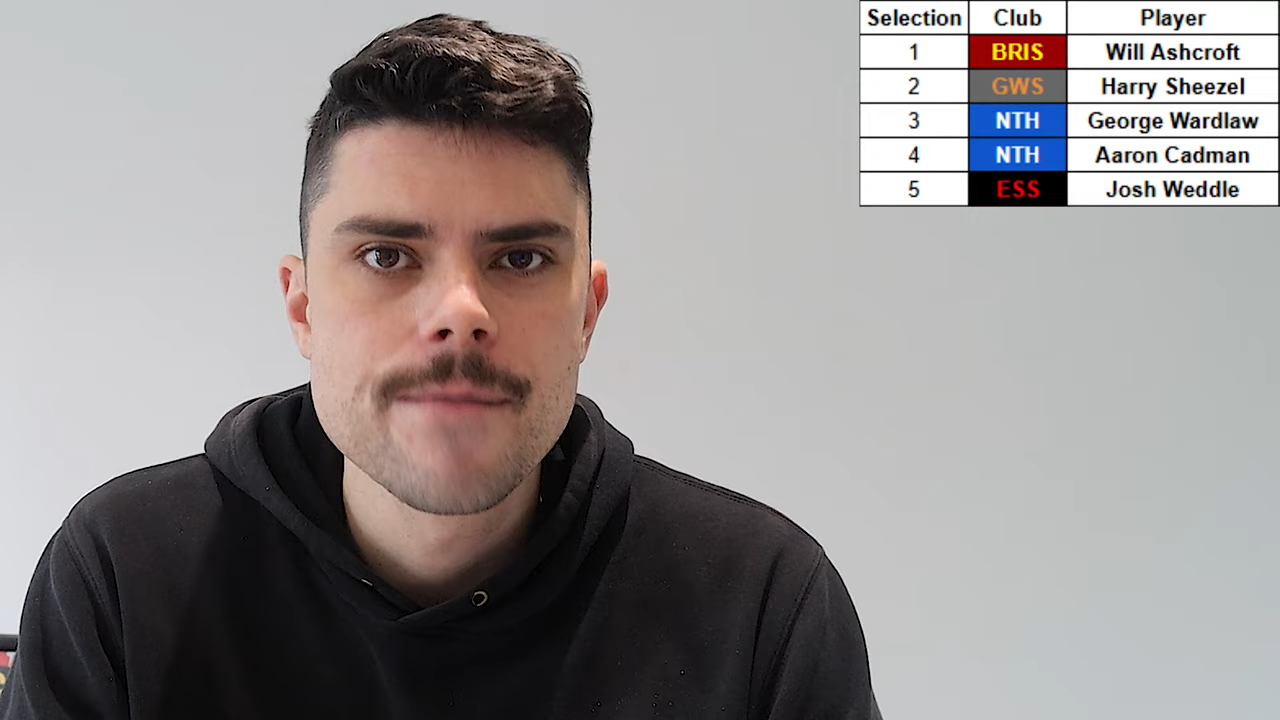 Selection Club Player
1 BRIS Will Ashcroft
2 GWS Harry Sheezel
3 NTH George Wardlaw
4 NTH Aaron Cadman
5 ESS Josh Weddle